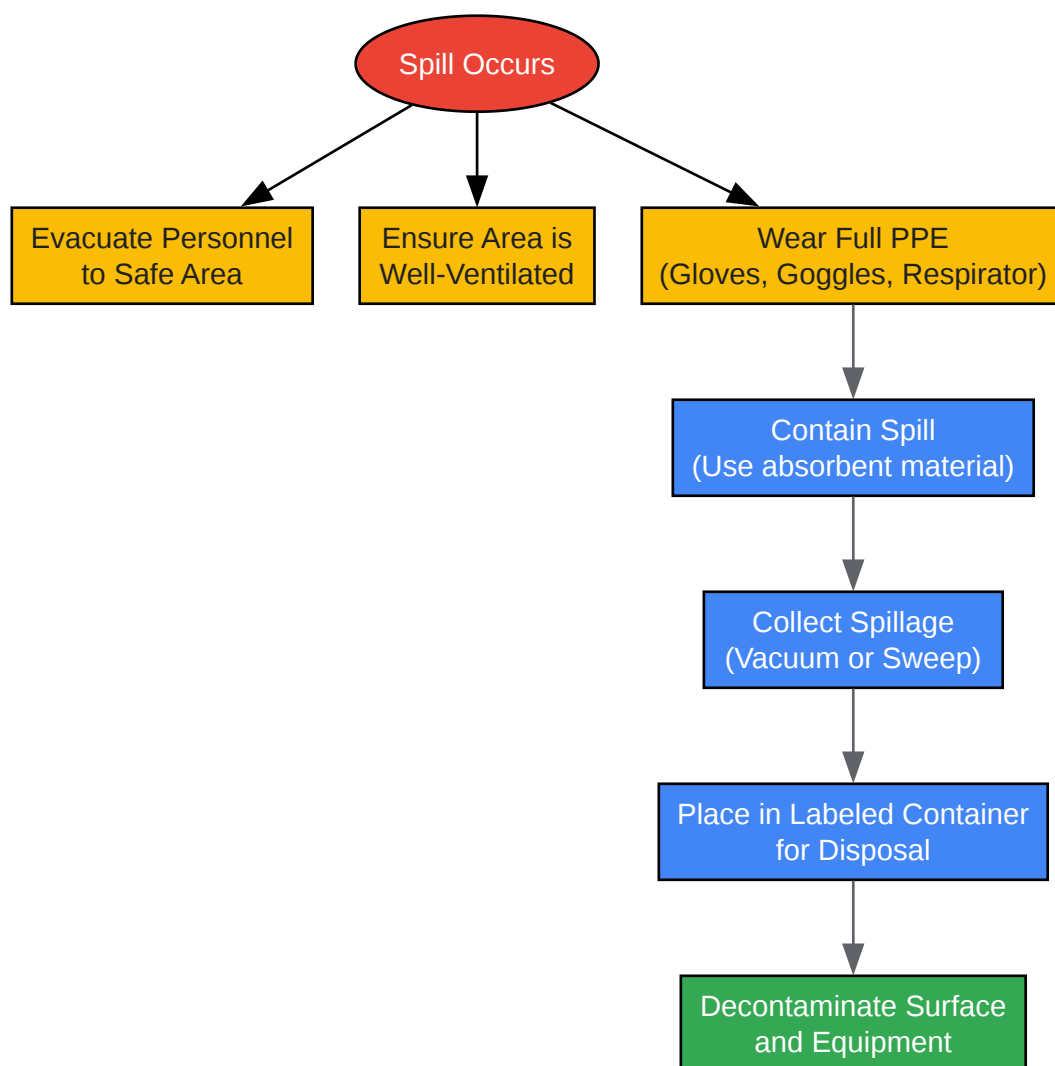 Spill Occurs
Evacuate Personnel
to Safe Area
Ensure Area is
Well-Ventilated
Wear Full PPE
(Gloves, Goggles, Respirator)
Contain Spill
(Use absorbent material)
Collect Spillage
(Vacuum or Sweep)
Place in Labeled Container
for Disposal
Decontaminate Surface
and Equipment